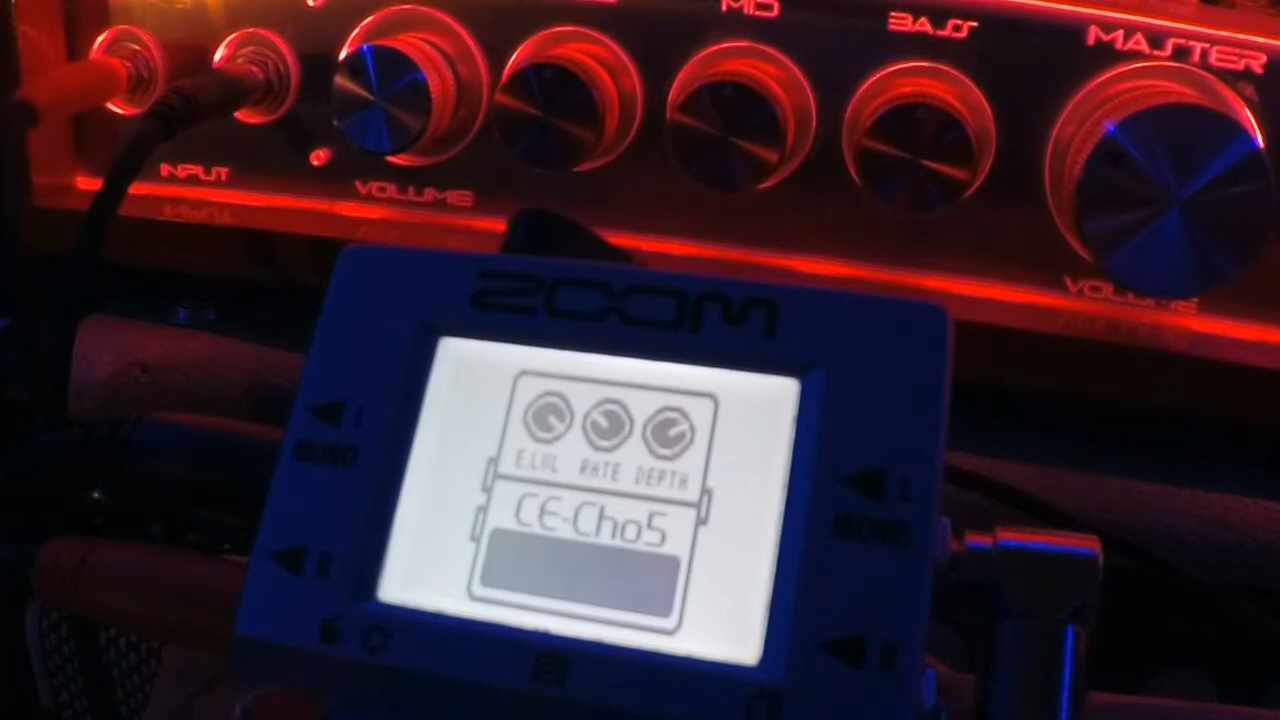 MID
BASS
MASTER
INPUT
VOLUME
VOLUME
ZOOM
L
MONO
R
L
MONO
R
E.LVL RATE DEPTH
CE-Cho5